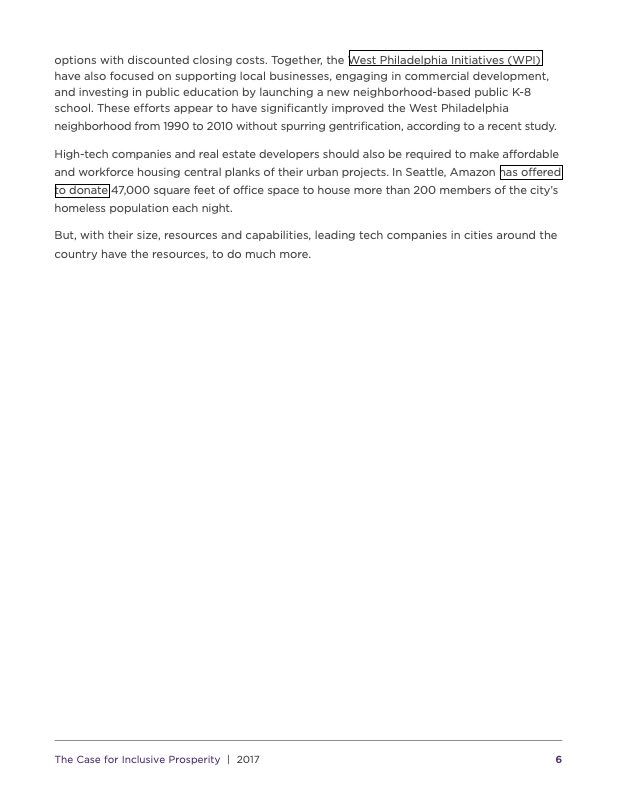 options with discounted closing costs. Together, the West Philadelphia Initiatives (WPI)
have also focused on supporting local businesses, engaging in commercial development,
and investing in public education by launching a new neighborhood-based public K-8
school. These efforts appear to have significantly improved the West Philadelphia
neighborhood from 1990 to 2010 without spurring gentrification, according to a recent study.
High-tech companies and real estate developers should also be required to make affordable
and workforce housing central planks of their urban projects. In Seattle, Amazon has offered
to donate 47,000 square feet of office space to house more than 200 members of the city’s
homeless population each night.
But, with their size, resources and capabilities, leading tech companies in cities around the
country have the resources, to do much more.
The Case for Inclusive Prosperity | 2017 6